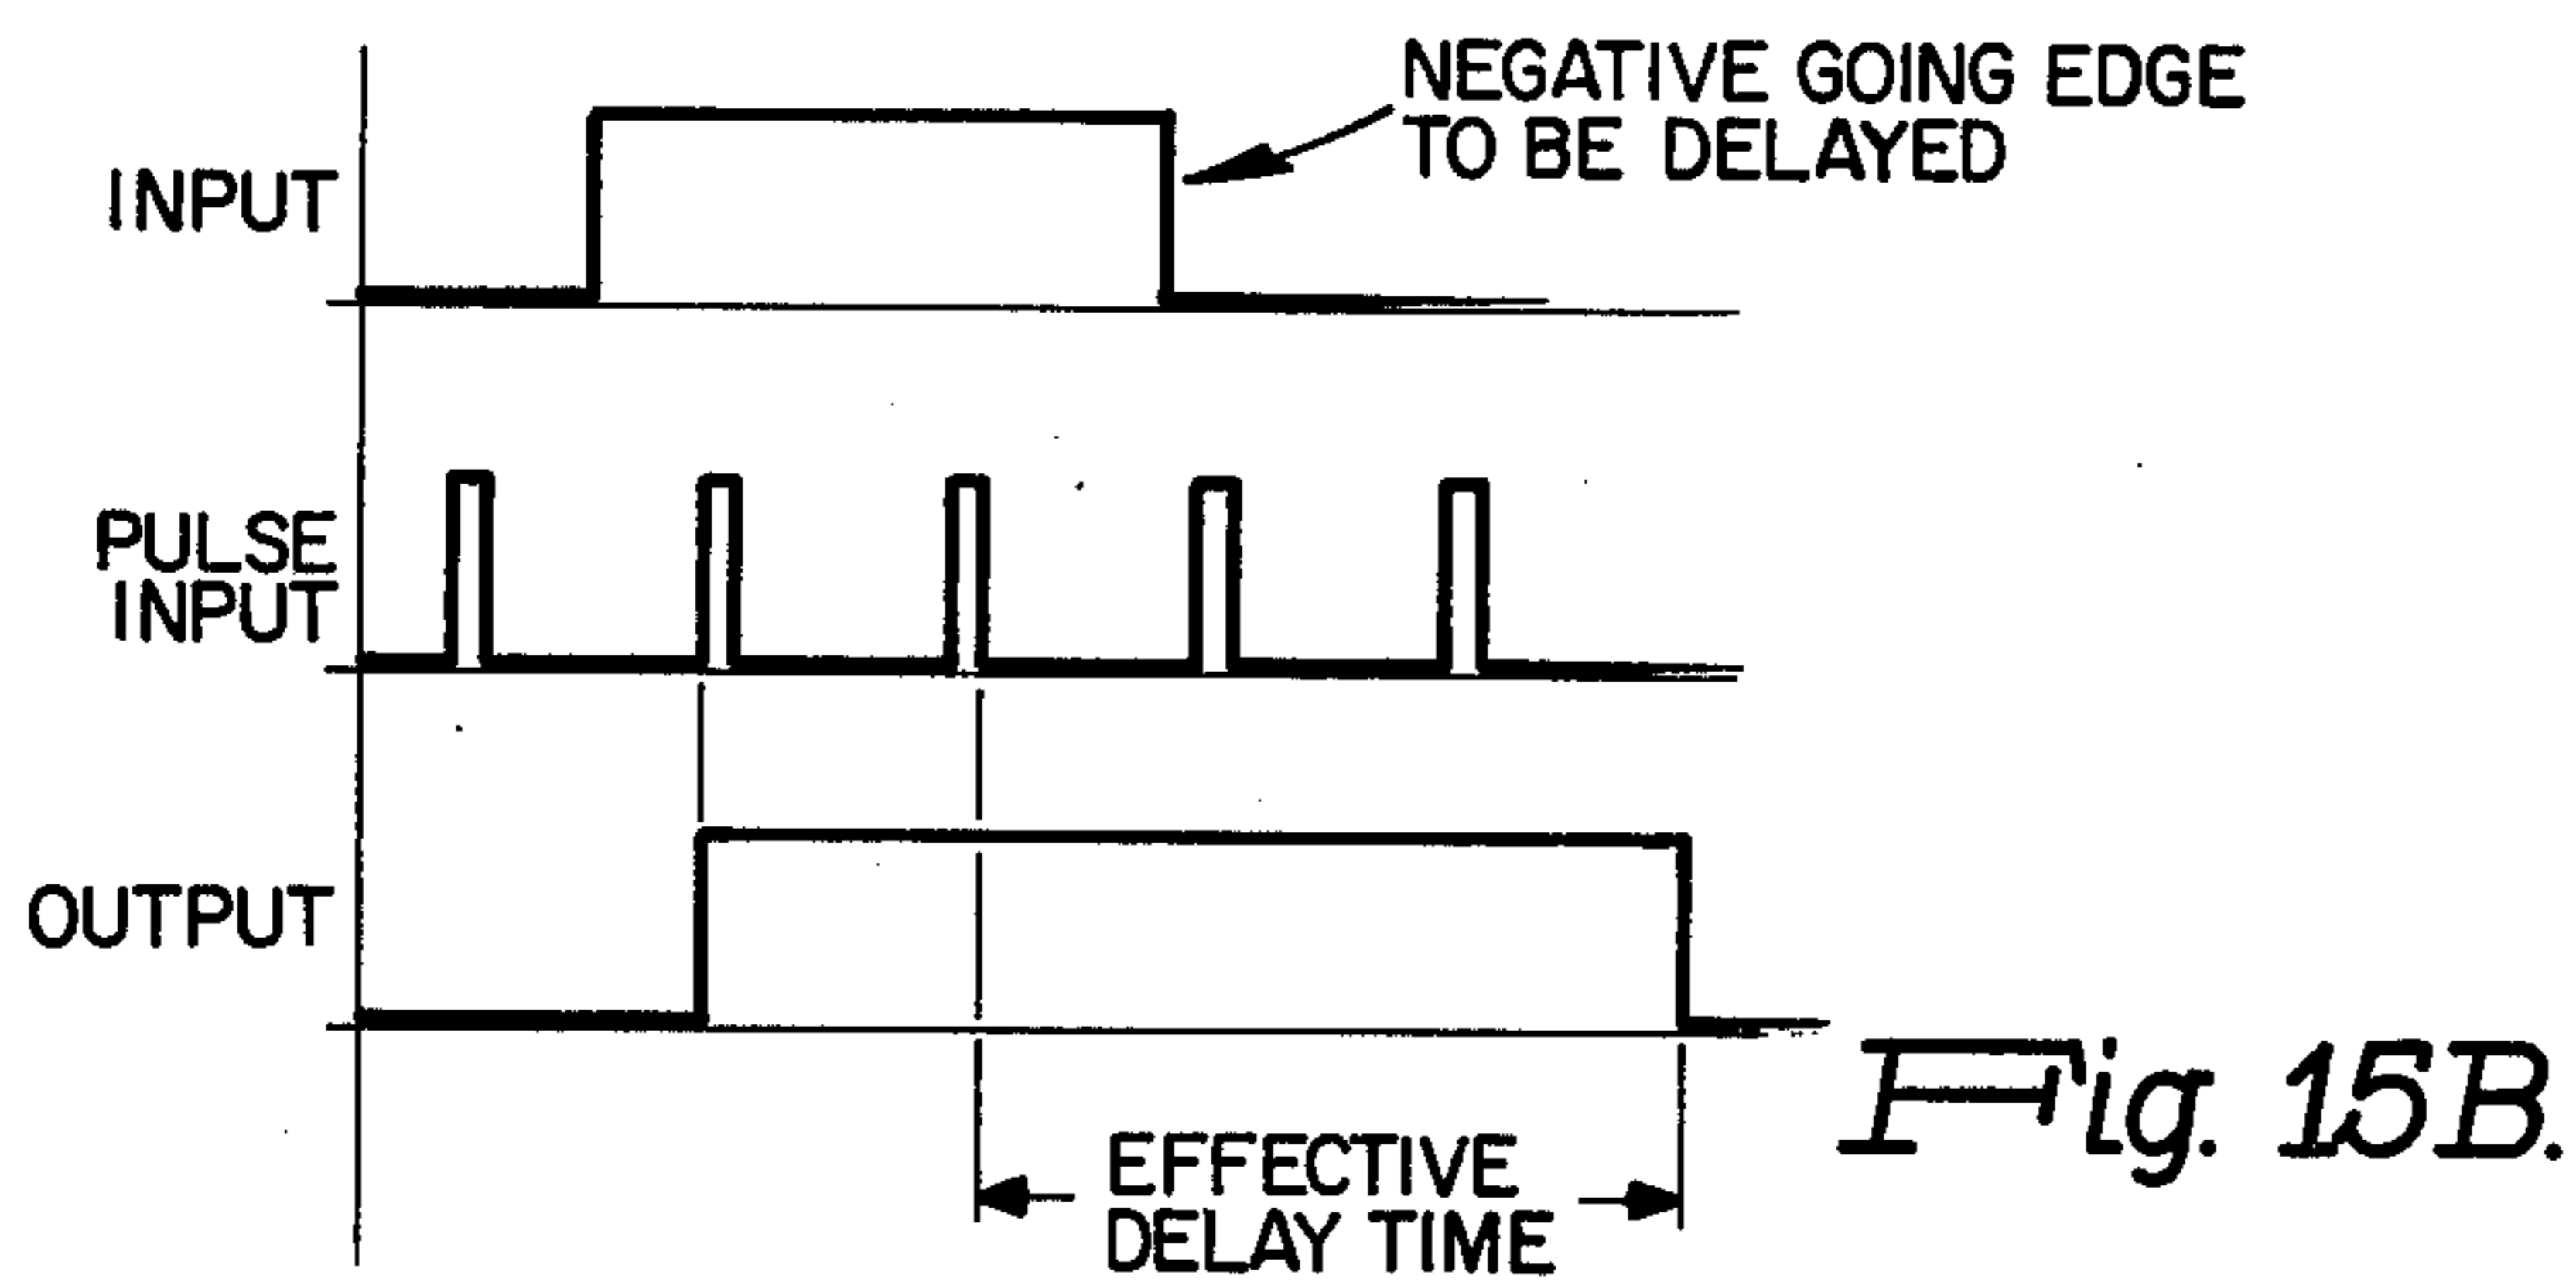 NEGATIVE GOING EDGE
TO BE DELAYED
INPUT
PULSE
INPUT
OUTPUT
EFFECTIVE
DELAY TIME
Fig. 15B.